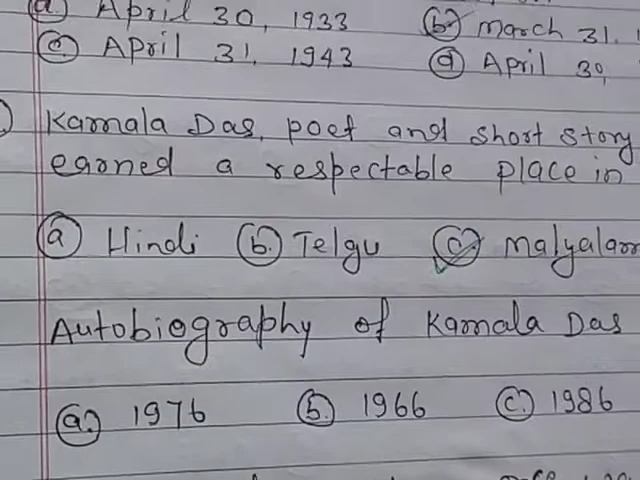 (a) April 30, 1933 (b) March 31,
(c) April 31, 1943 (d) April 30,
Kamala Das, poet and short story
earned a respectable place in
(a) Hindi (b) Telgu (c) Malyalam
Autobiography of Kamala Das
(a) 1976 (b) 1966 (c) 1986